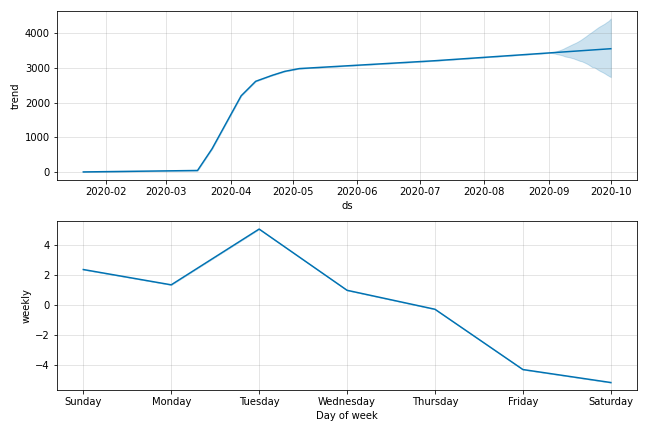 4000
3000
2000
1000
0
trend
2020-02 2020-03 2020-04 2020-05 2020-06 2020-07 2020-08 2020-09 2020-10
ds
4
2
0
−2
−4
weekly
Sunday Monday Tuesday Wednesday Thursday Friday Saturday
Day of week